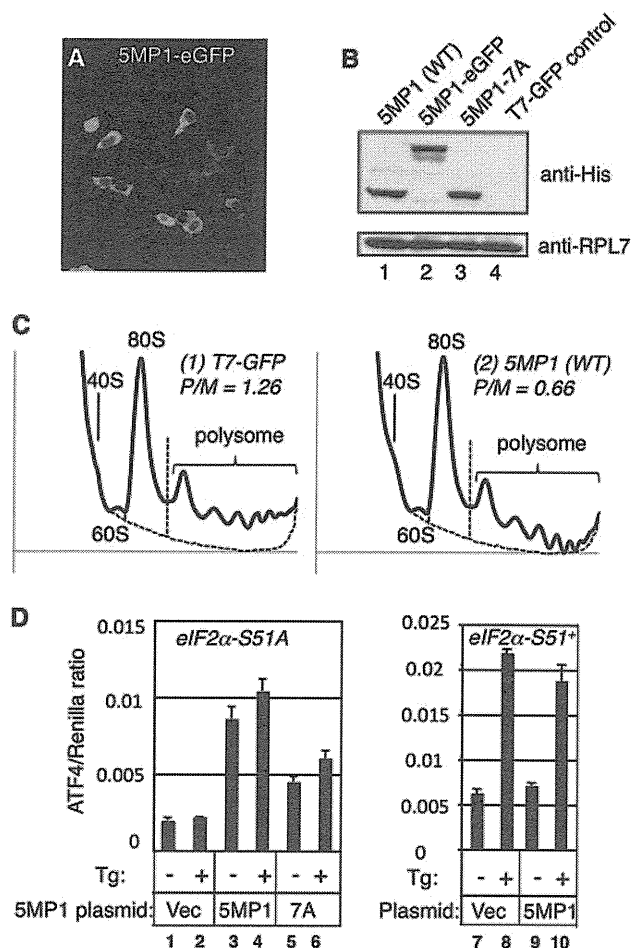 A 5MP1-eGFP
B
5MP1 (WT)
5MP1-eGFP
5MP1-7A
T7-GFP control
anti-His
anti-RPL7
1 2 3 4
C
80S
40S
(1) T7-GFP
P/M = 1.26
polysome
60S
80S
40S
(2) 5MP1 (WT)
P/M = 0.66
polysome
60S
D
ATF4/Renilla ratio
0.015
0.01
0.005
0
eIF2α-S51A
Tg: - + - + - +
5MP1 plasmid: Vec 5MP1 7A
1 2 3 4 5 6
0.025
0.02
0.015
0.01
0.005
0
eIF2α-S51⁺
Tg: - + - +
Plasmid: Vec 5MP1
7 8 9 10